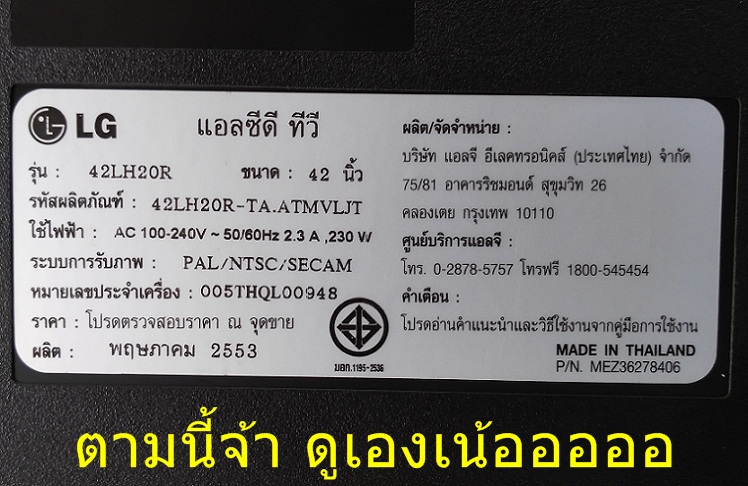 LG แอลซีดี ทีวี
รุ่น : 42LH20R ขนาด : 42 นิ้ว
รหัสผลิตภัณฑ์ : 42LH20R-TA.ATMVLJT
ใช้ไฟฟ้า : AC 100-240V ~ 50/60Hz 2.3 A ,230 W
ระบบการรับภาพ : PAL/NTSC/SECAM
หมายเลขประจำเครื่อง : 005THQL00948
ราคา : โปรดตรวจสอบราคา ณ จุดขาย
ผลิต : พฤษภาคม 2553
มอก.1195-2536
ผลิต/จัดจำหน่าย :
บริษัท แอลจี อีเลคทรอนิคส์ (ประเทศไทย) จำกัด
75/81 อาคารริชมอนด์ สุขุมวิท 26
คลองเตย กรุงเทพ 10110
ศูนย์บริการแอลจี :
โทร. 0-2878-5757 โทรฟรี 1800-545454
คำเตือน :
โปรดอ่านคำแนะนำและวิธีใช้งานจากคู่มือการใช้งาน
MADE IN THAILAND
P/N. MEZ36278406
ตามนี้จ้า ดูเองเน้อออออ